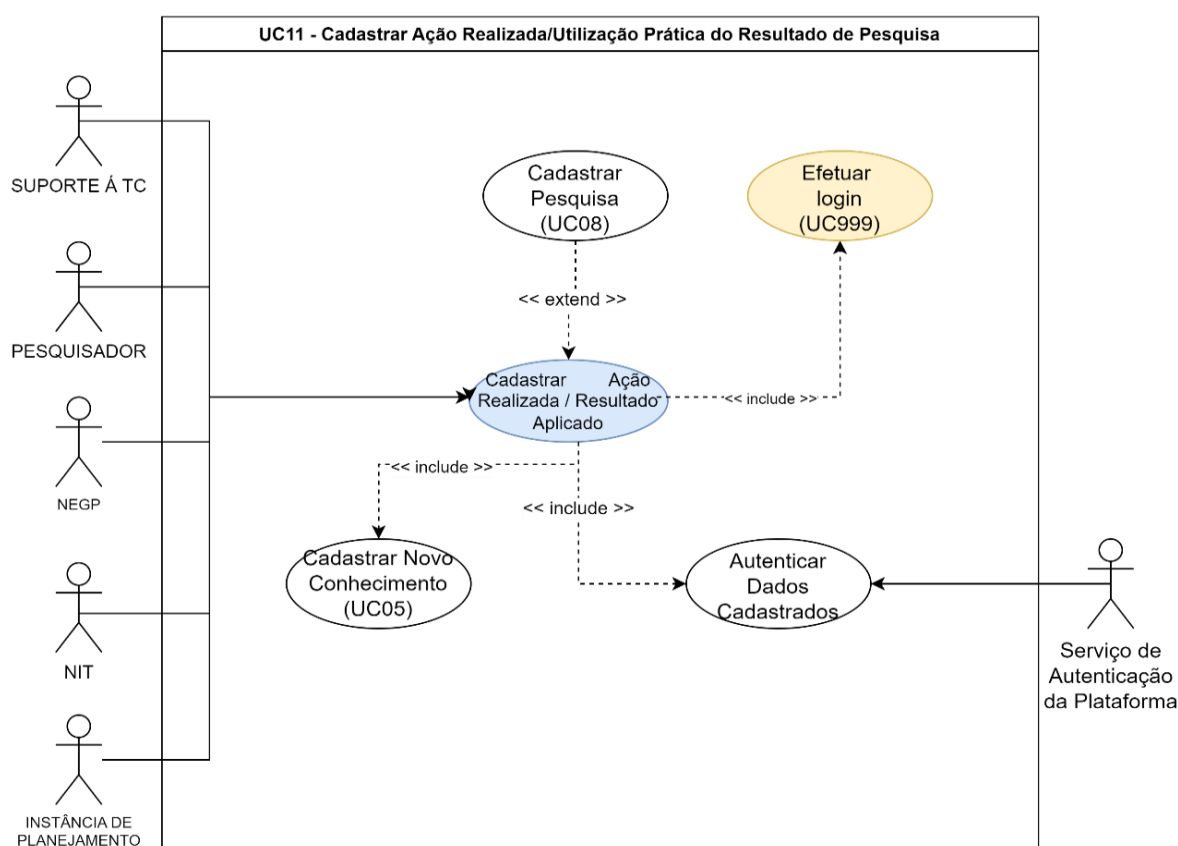 UC11 - Cadastrar Ação Realizada/Utilização Prática do Resultado de Pesquisa
SUPORTE Á TC
PESQUISADOR
NEGP
NIT
INSTÂNCIA DE
PLANEJAMENTO
Cadastrar
Pesquisa
(UC08)
Efetuar
login
(UC999)
<< extend >>
Cadastrar Ação
Realizada / Resultado
Aplicado
<< include >>
<< include >>
<< include >>
Cadastrar Novo
Conhecimento
(UC05)
Autenticar
Dados
Cadastrados
Serviço de
Autenticação
da Plataforma